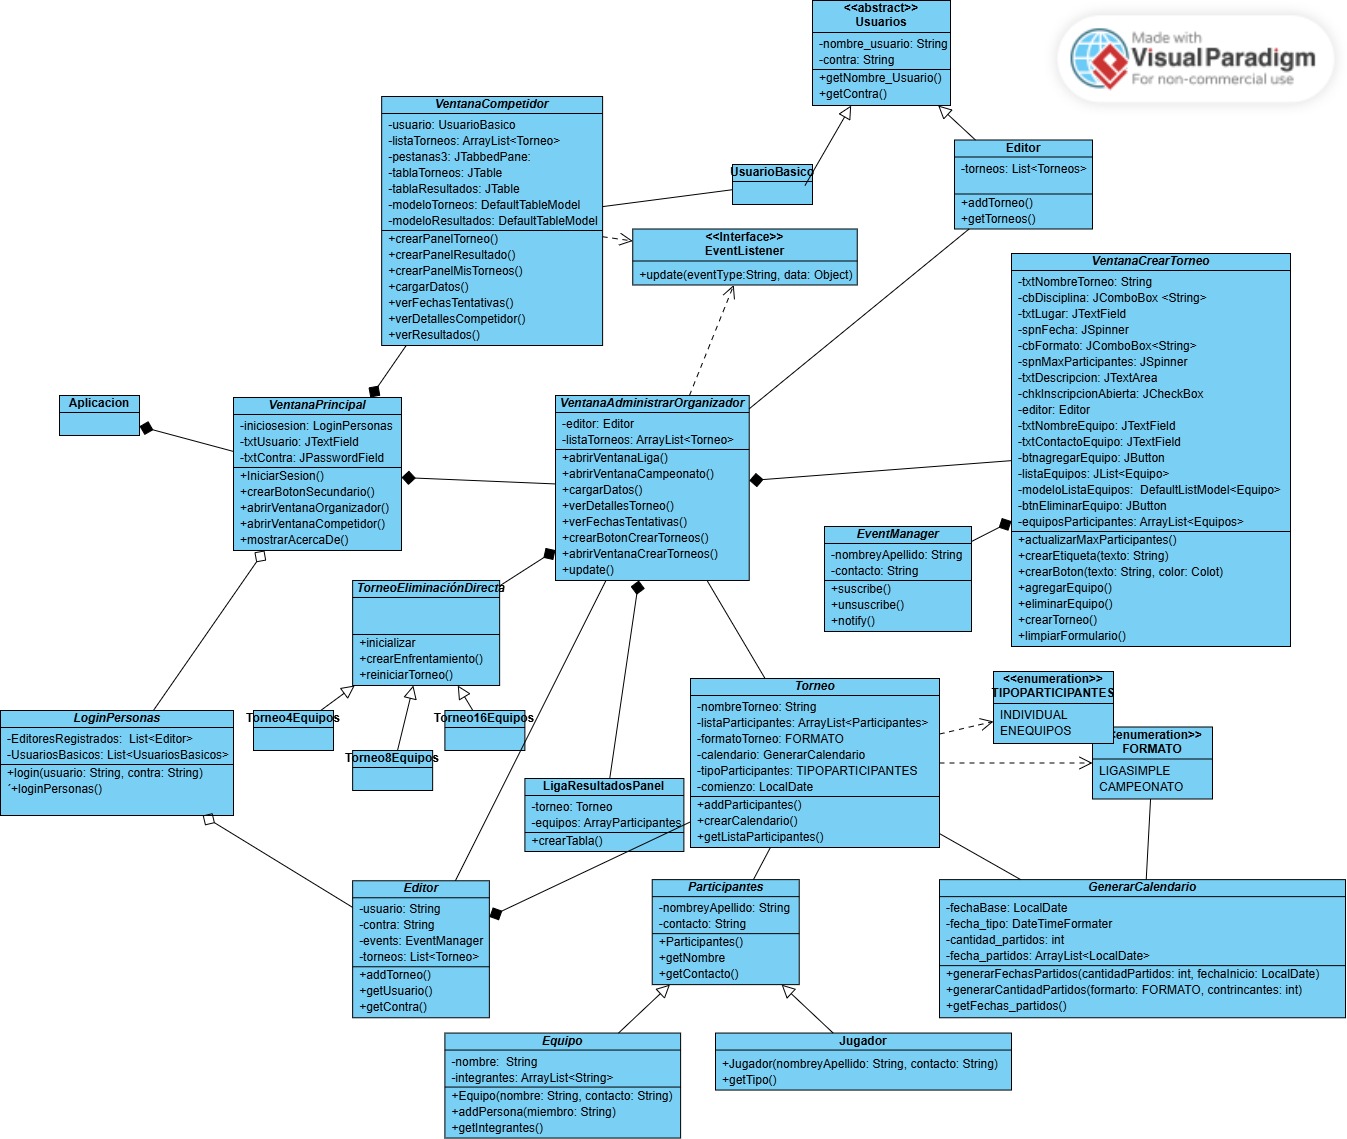 <<abstract>>
Usuarios
-nombre_usuario: String
-contra: String
+getNombre_Usuario()
+getContra()
Made with
VisualParadigm
For non-commercial use
VentanaCompetidor
-usuario: UsuarioBasico
-listaTorneos: ArrayList<Torneo>
-pestanas3: JTabbedPane:
-tablaTorneos: JTable
-tablaResultados: JTable
-modeloTorneos: DefaultTableModel
-modeloResultados: DefaultTableModel
+crearPanelTorneo()
+crearPanelResultado()
+crearPanelMisTorneos()
+cargarDatos()
+verFechasTentativas()
+verDetallesCompetidor()
+verResultados()
UsuarioBasico
Editor
-torneos: List<Torneos>
+addTorneo()
+getTorneos()
<<Interface>>
EventListener
+update(eventType:String, data: Object)
VentanaCrearTorneo
-txtNombreTorneo: String
-cbDisciplina: JComboBox <String>
-txtLugar: JTextField
-spnFecha: JSpinner
-cbFormato: JComboBox<String>
-spnMaxParticipantes: JSpinner
-txtDescripcion: JTextArea
-chkInscripcionAbierta: JCheckBox
-editor: Editor
-txtNombreEquipo: JTextField
-txtContactoEquipo: JTextField
-btnagregarEquipo: JButton
-listaEquipos: JList<Equipo>
-modeloListaEquipos:  DefaultListModel<Equipo>
-btnEliminarEquipo: JButton
-equiposParticipantes: ArrayList<Equipos>
+actualizarMaxParticipantes()
+crearEtiqueta(texto: String)
+crearBoton(texto: String, color: Colot)
+agregarEquipo()
+eliminarEquipo()
+crearTorneo()
+limpiarFormulario()
Aplicacion
VentanaPrincipal
-iniciosesion: LoginPersonas
-txtUsuario: JTextField
-txtContra: JPasswordField
+IniciarSesion()
+crearBotonSecundario()
+abrirVentanaOrganizador()
+abrirVentanaCompetidor()
+mostrarAcercaDe()
VentanaAdministrarOrganizador
-editor: Editor
-listaTorneos: ArrayList<Torneo>
+abrirVentanaLiga()
+abrirVentanaCampeonato()
+cargarDatos()
+verDetallesTorneo()
+verFechasTentativas()
+crearBotonCrearTorneos()
+abrirVentanaCrearTorneos()
+update()
EventManager
-nombreyApellido: String
-contacto: String
+suscribe()
+unsuscribe()
+notify()
TorneoEliminaciónDirecta
+inicializar
+crearEnfrentamiento()
+reiniciarTorneo()
Torneo4Equipos
Torneo16Equipos
Torneo8Equipos
LoginPersonas
-EditoresRegistrados:  List<Editor>
-UsuariosBasicos: List<UsuariosBasicos>
+login(usuario: String, contra: String)
´+loginPersonas()
Torneo
-nombreTorneo: String
-listaParticipantes: ArrayList<Participantes>
-formatoTorneo: FORMATO
-calendario: GenerarCalendario
-tipoParticipantes: TIPOPARTICIPANTES
-comienzo: LocalDate
+addParticipantes()
+crearCalendario()
+getListaParticipantes()
<<enumeration>>
TIPOPARTICIPANTES
INDIVIDUAL
ENEQUIPOS
<enumeration>>
FORMATO
LIGASIMPLE
CAMPEONATO
LigaResultadosPanel
-torneo: Torneo
-equipos: ArrayParticipantes
+crearTabla()
Editor
-usuario: String
-contra: String
-events: EventManager
-torneos: List<Torneo>
+addTorneo()
+getUsuario()
+getContra()
Participantes
-nombreyApellido: String
-contacto: String
+Participantes()
+getNombre
+getContacto()
GenerarCalendario
-fechaBase: LocalDate
-fecha_tipo: DateTimeFormater
-cantidad_partidos: int
-fecha_partidos: ArrayList<LocalDate>
+generarFechasPartidos(cantidadPartidos: int, fechaInicio: LocalDate)
+generarCantidadPartidos(formarto: FORMATO, contrincantes: int)
+getFechas_partidos()
Equipo
-nombre:  String
-integrantes: ArrayList<String>
+Equipo(nombre: String, contacto: String)
+addPersona(miembro: String)
+getIntegrantes()
Jugador
+Jugador(nombreyApellido: String, contacto: String)
+getTipo()